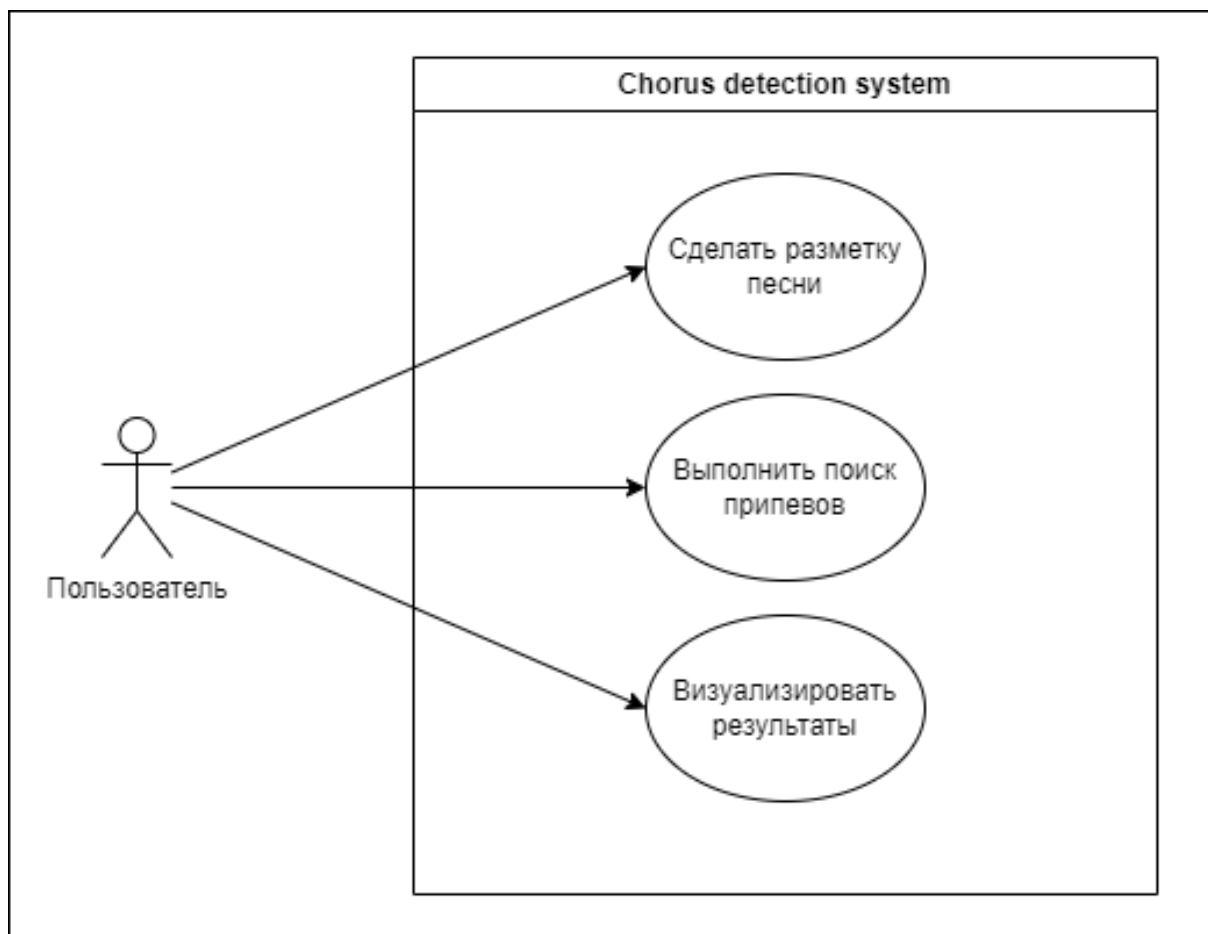 Chorus detection system
Сделать разметку
песни
Выполнить поиск
припевов
Пользователь
Визуализировать
результаты